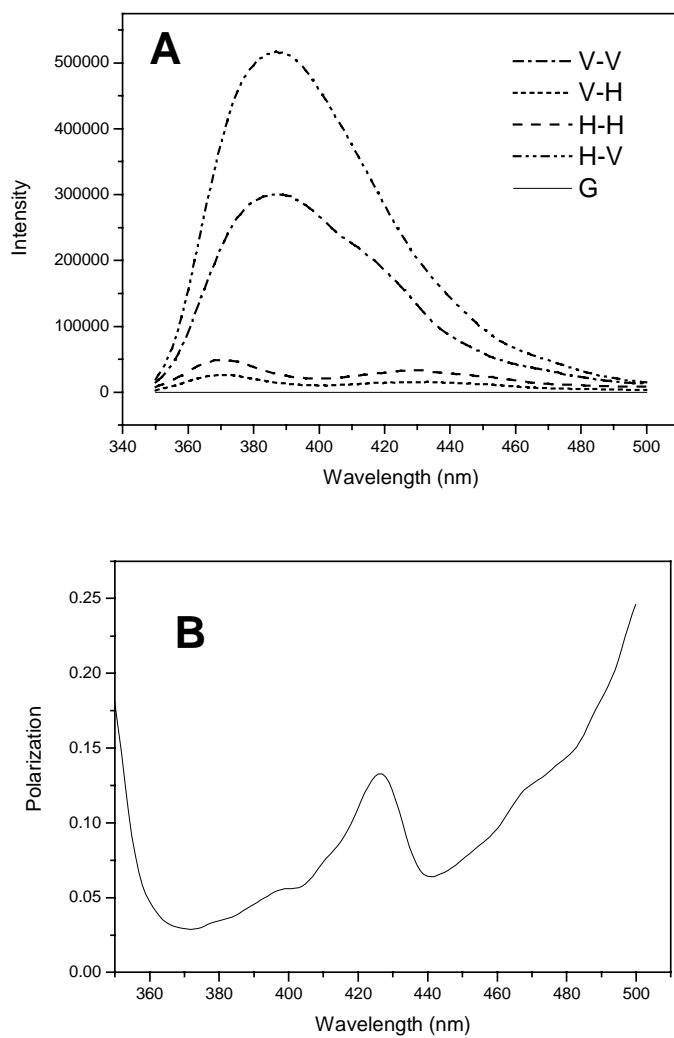 A
V-V
V-H
H-H
H-V
G
500000
400000
300000
200000
100000
0
Intensity
340 360 380 400 420 440 460 480 500
Wavelength (nm)
B
0.25
0.20
0.15
0.10
0.05
0.00
Polarization
360 380 400 420 440 460 480 500
Wavelength (nm)